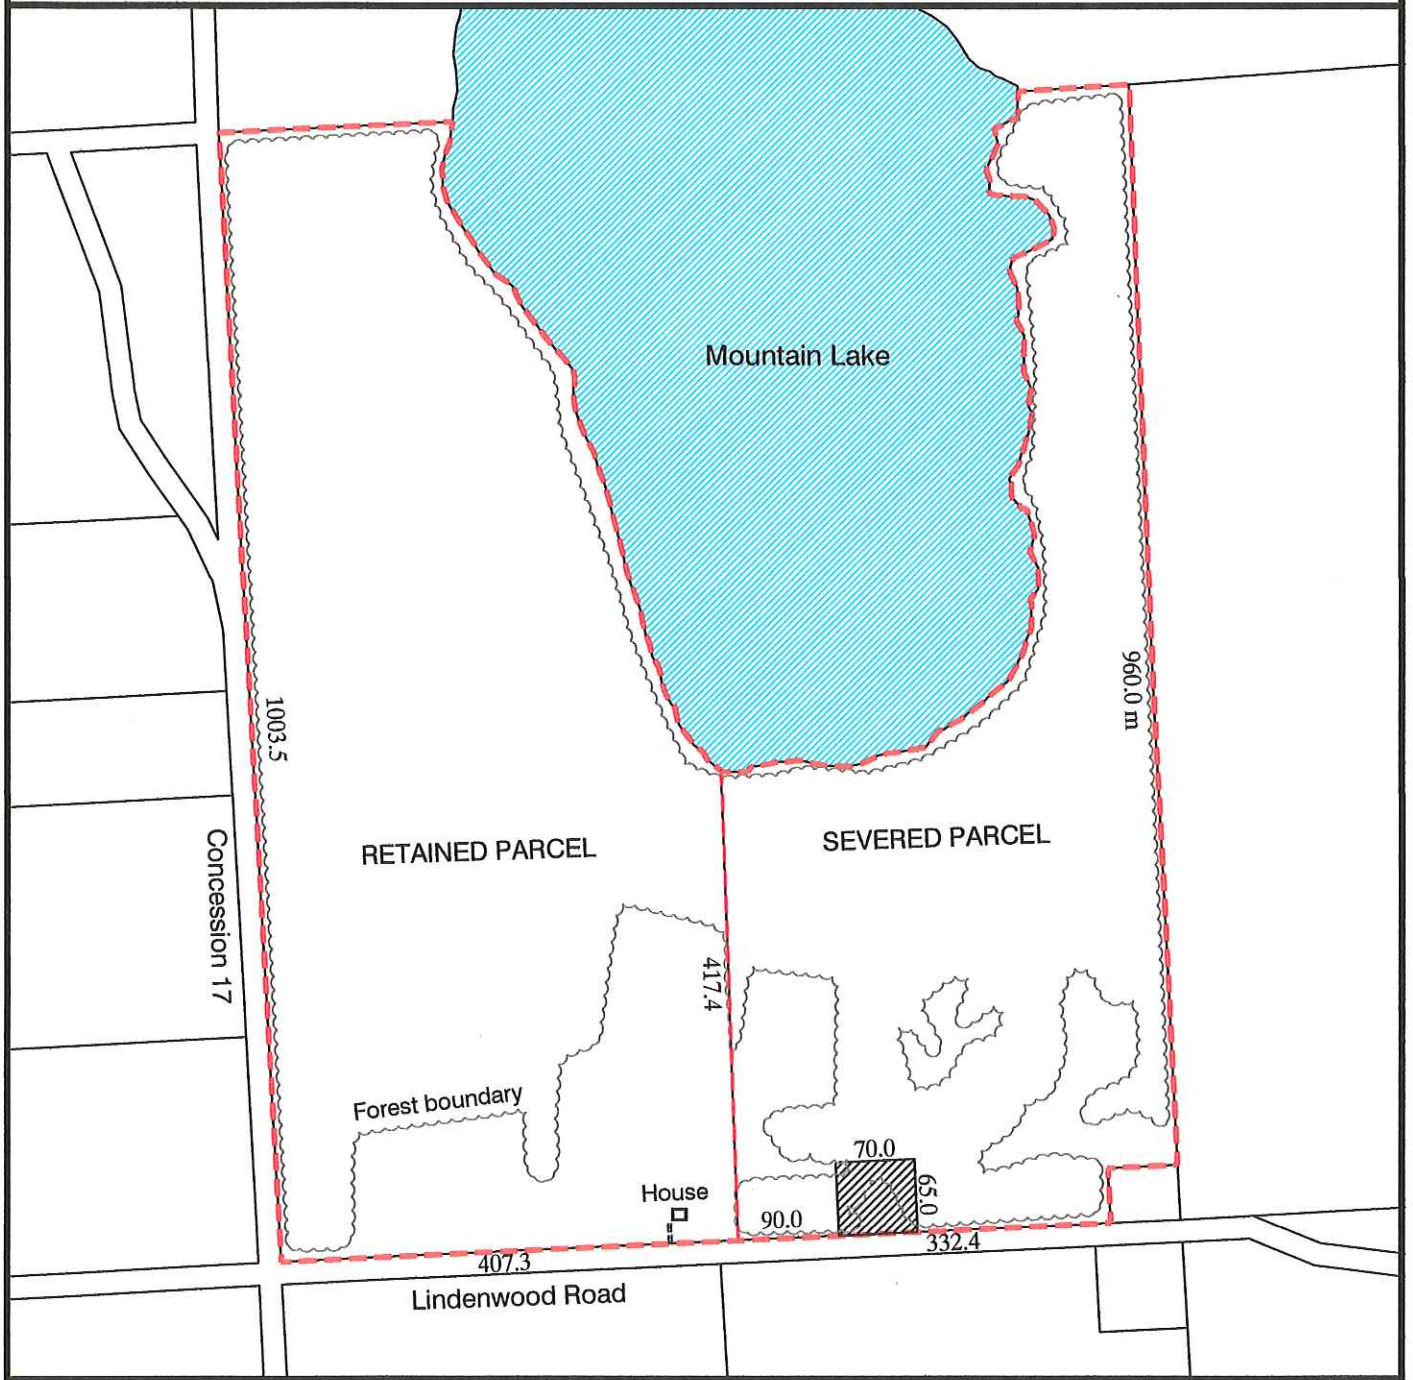 Mountain Lake
960.0 m
1003.5
SEVERED PARCEL
RETAINED PARCEL
Concession 17
417.4
Forest boundary
70.0
House
65.0
90.0
332.4
407.3
Lindenwood Road